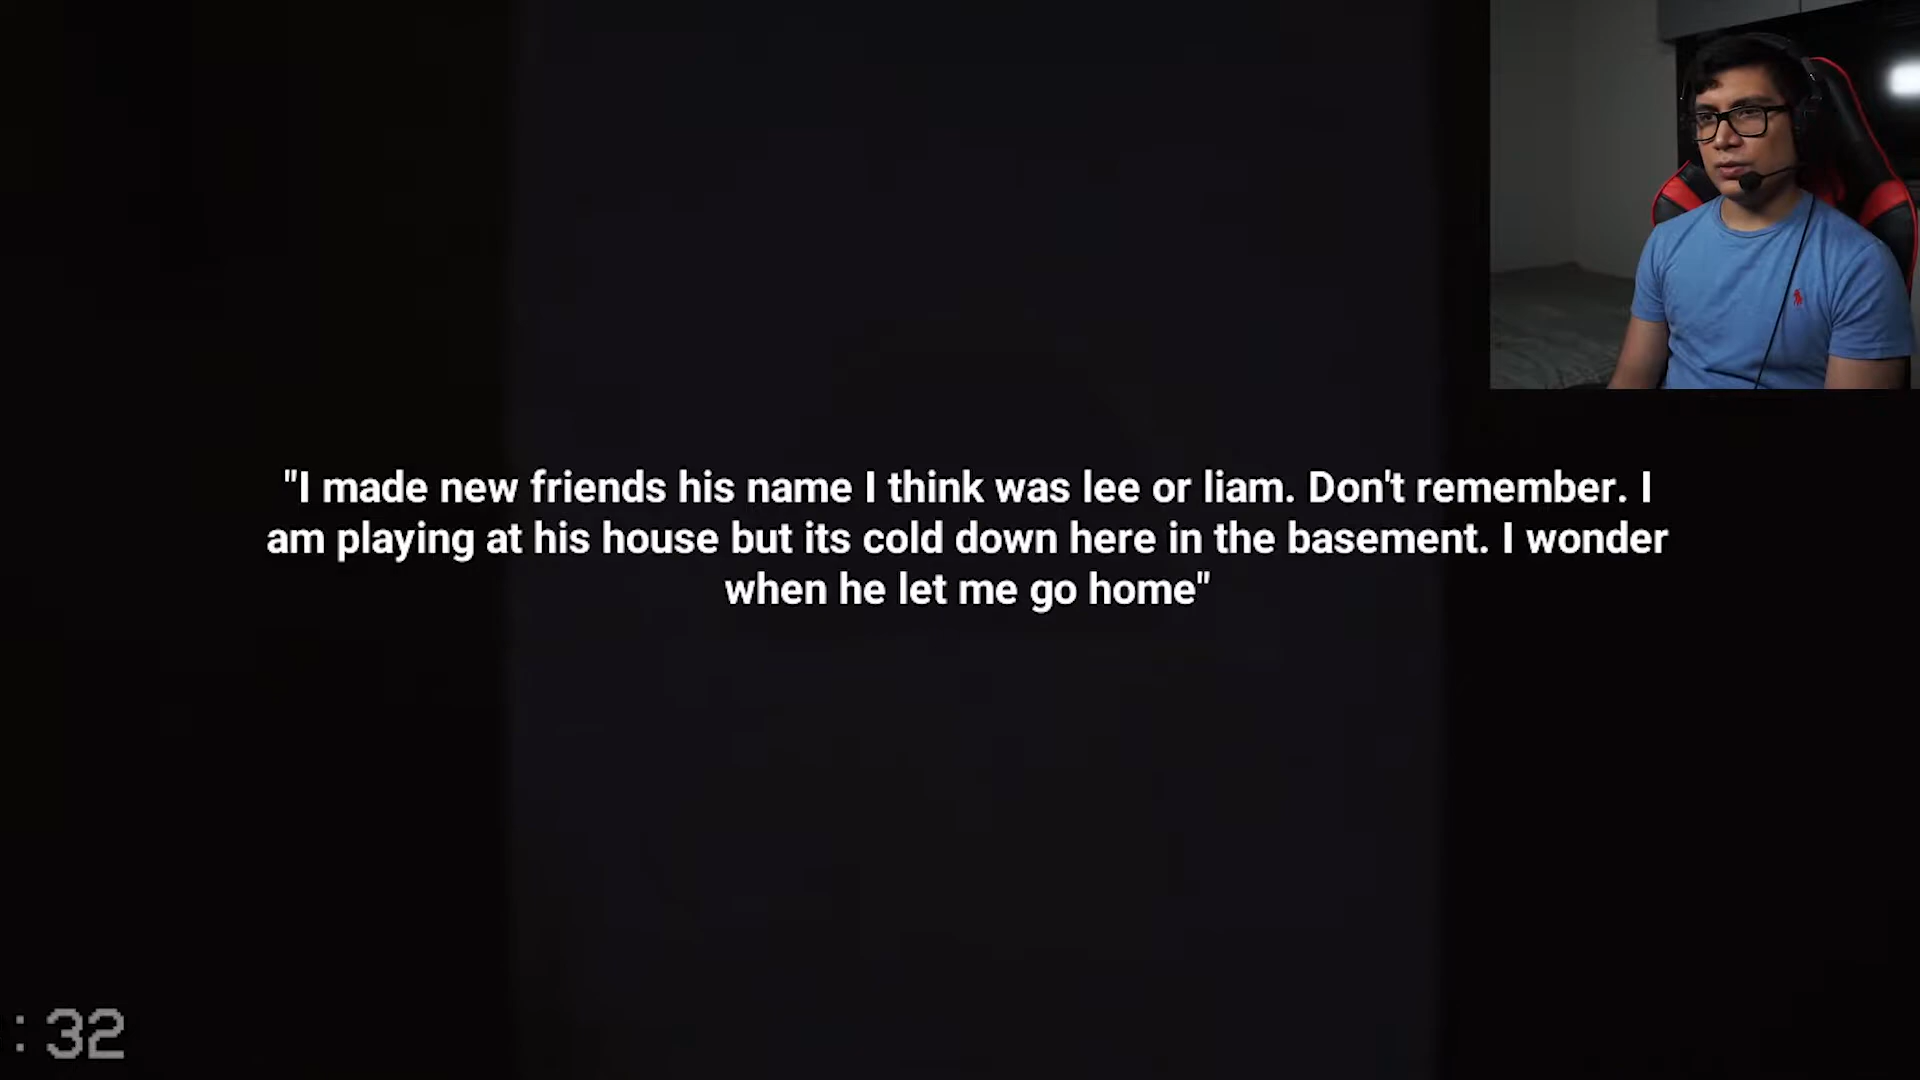 "I made new friends his name I think was lee or liam. Don't remember. I
am playing at his house but its cold down here in the basement. I wonder
when he let me go home"
: 32